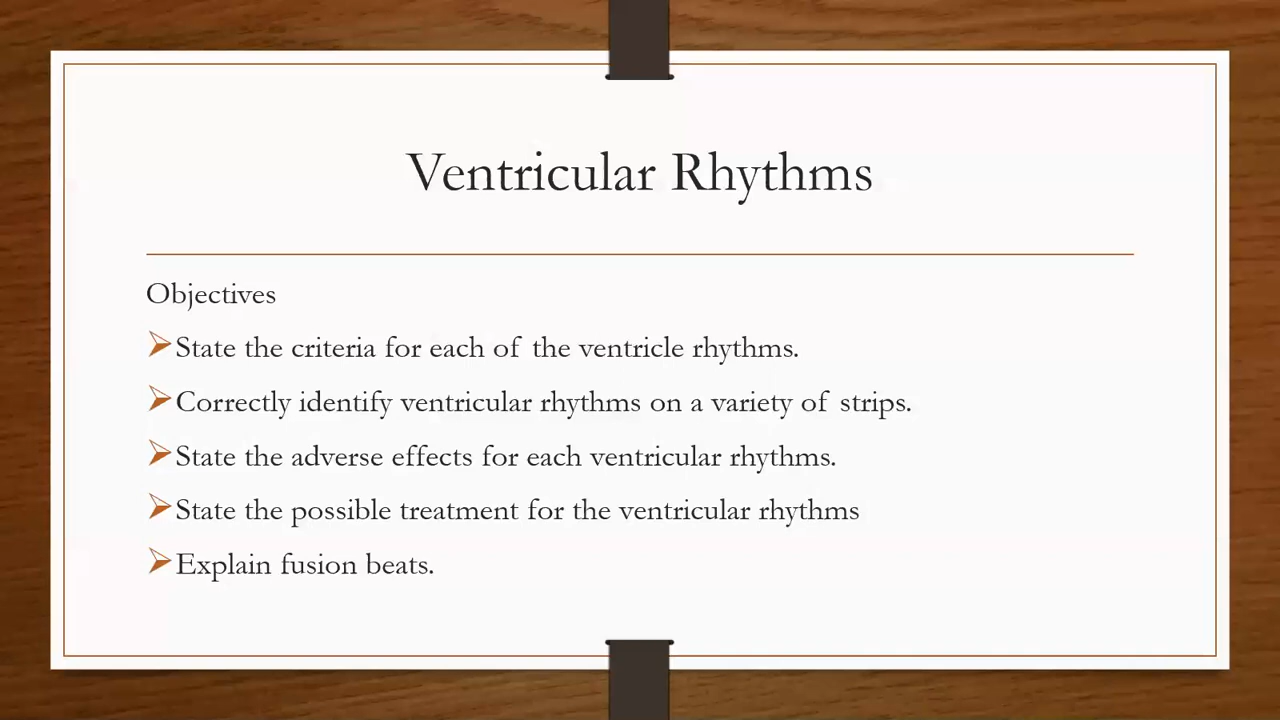 Ventricular Rhythms
Objectives
State the criteria for each of the ventricle rhythms.
Correctly identify ventricular rhythms on a variety of strips.
State the adverse effects for each ventricular rhythms.
State the possible treatment for the ventricular rhythms
Explain fusion beats.